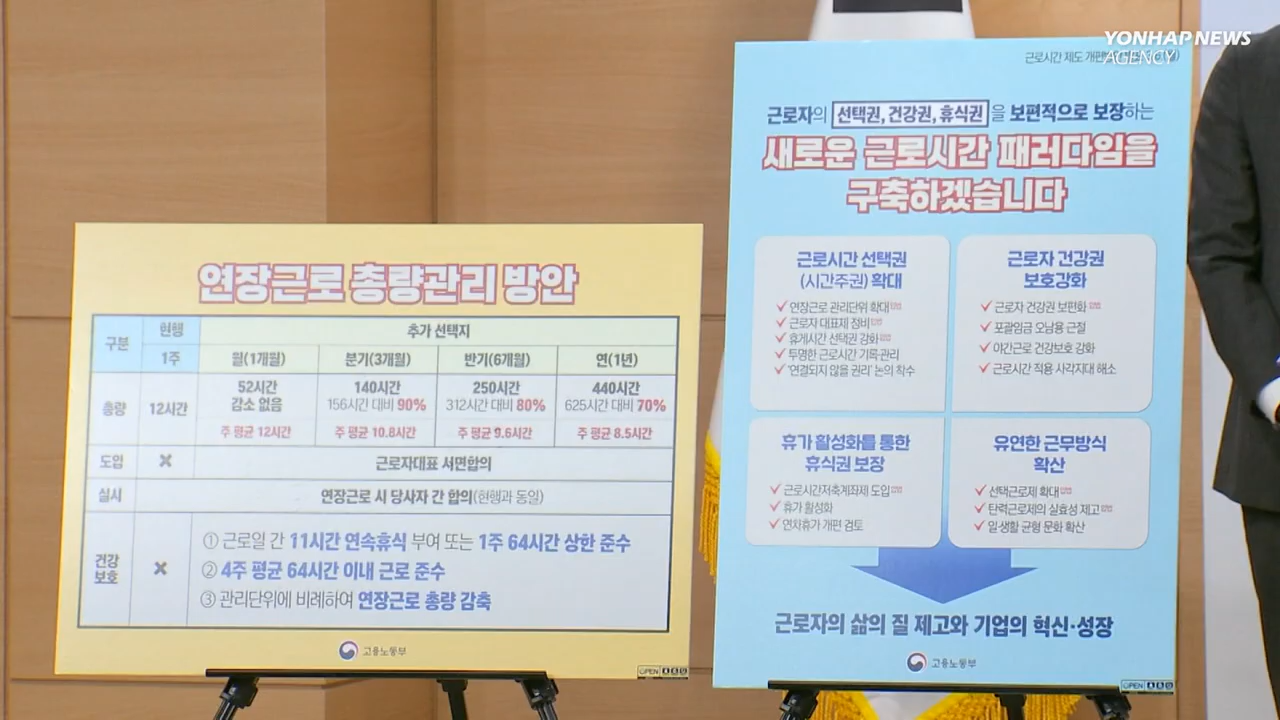 YONHAP NEWS
AGENCY
연장근로 총량관리 방안
구분 현행 추가 선택지
1주 월(1개월) 분기(3개월) 반기(6개월) 연(1년)
총량 12시간 52시간 감소 없음 140시간 250시간 440시간
156시간 대비 90% 312시간 대비 80% 625시간 대비 70%
주 평균 12시간 주 평균 10.8시간 주 평균 9.6시간 주 평균 8.5시간
도입 × 근로자대표 서면합의
실시 연장근로 시 당사자 간 합의(현행과 동일)
건강보호 ×
① 근로일 간 11시간 연속휴식 부여 또는 1주 64시간 상한 준수
② 4주 평균 64시간 이내 근로 준수
③ 관리단위에 비례하여 연장근로 총량 감축
고용노동부
OPEN
근로시간 제도 개편
근로자의 선택권, 건강권, 휴식권을 보편적으로 보장하는
새로운 근로시간 패러다임을
구축하겠습니다
근로시간 선택권
(시간주권) 확대
연장근로 관리단위 확대
근로자 대표제 정비
휴게시간 선택권 강화
투명한 근로시간 기록·관리
'연결되지 않을 권리' 논의 착수
근로자 건강권
보호강화
근로자 건강권 보편화
포괄임금 오남용 근절
야간근로 건강보호 강화
근로시간 적용 사각지대 해소
휴가 활성화를 통한
휴식권 보장
근로시간저축계좌제 도입
휴가 활성화
연차휴가 개편 검토
유연한 근무방식
확산
선택근로제 확대
탄력근로제의 실효성 제고
일·생활 균형 문화 확산
근로자의 삶의 질 제고와 기업의 혁신·성장
고용노동부
OPEN